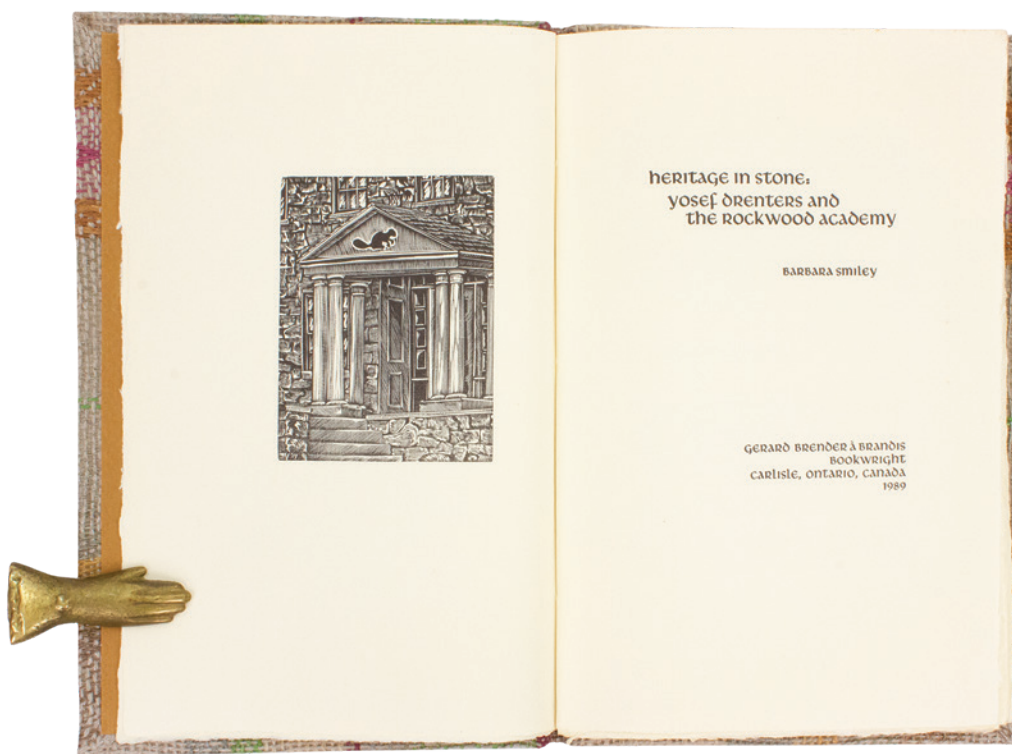 heritage in stone:
yosef drenters and
the rockwood academy
barbara smiley
gerard brender à brandis
bookwright
carlisle, ontario, canada
1989